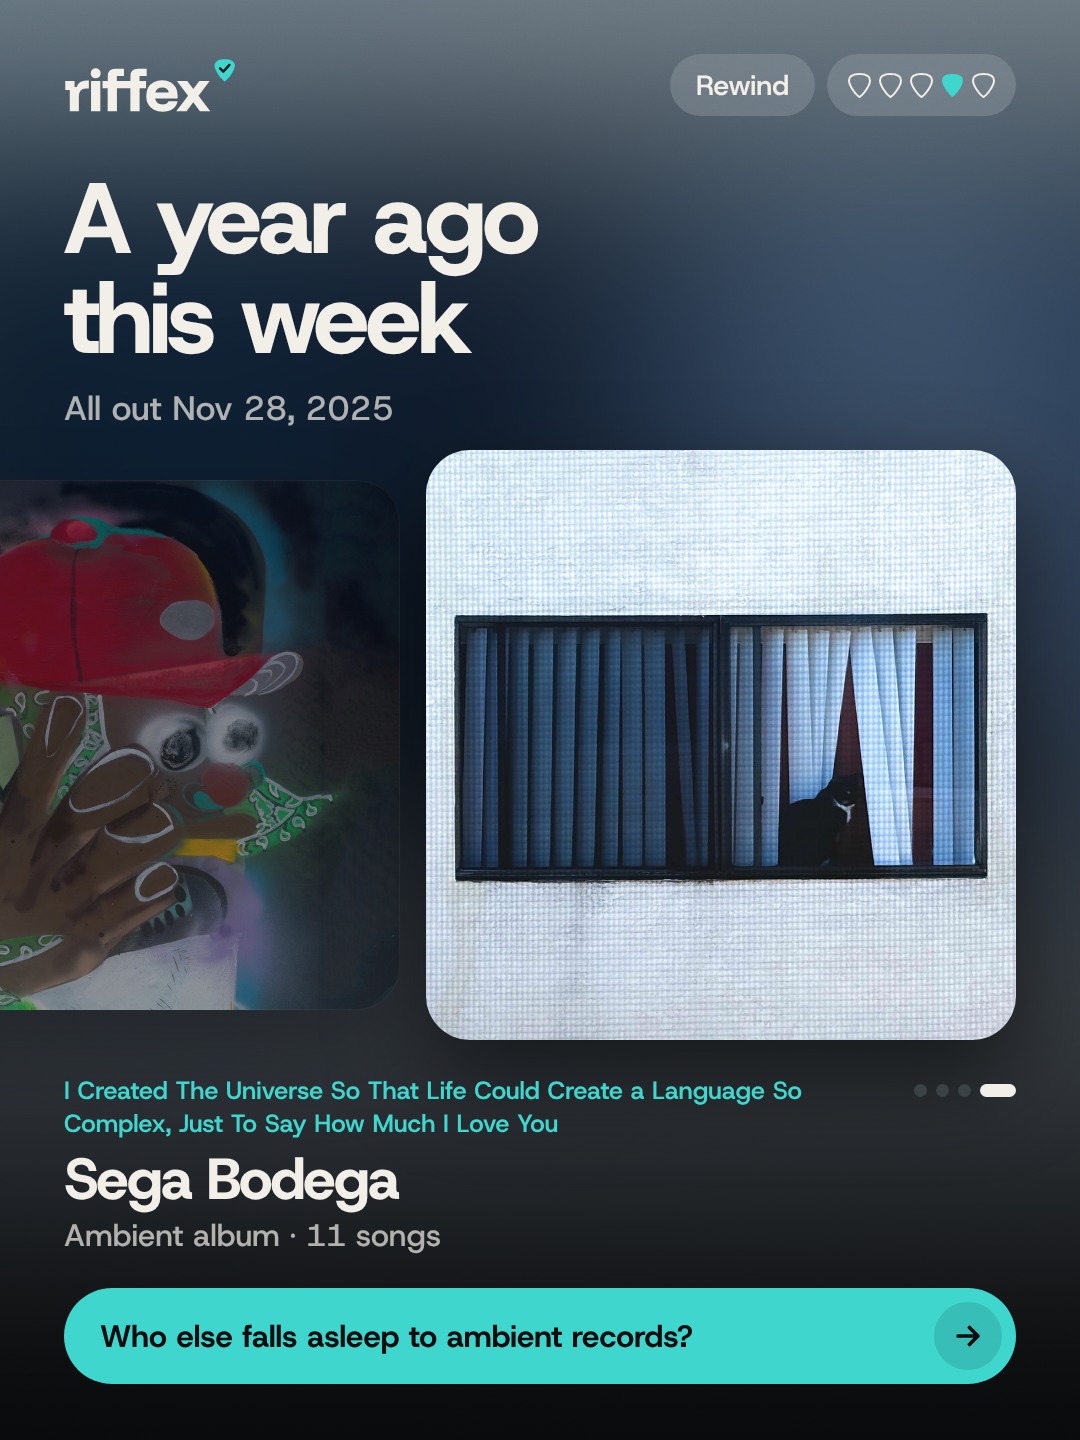 riffex
Rewind
A year ago
this week
All out Nov 28, 2025
I Created The Universe So That Life Could Create a Language So
Complex, Just To Say How Much I Love You
Sega Bodega
Ambient album · 11 songs
Who else falls asleep to ambient records?